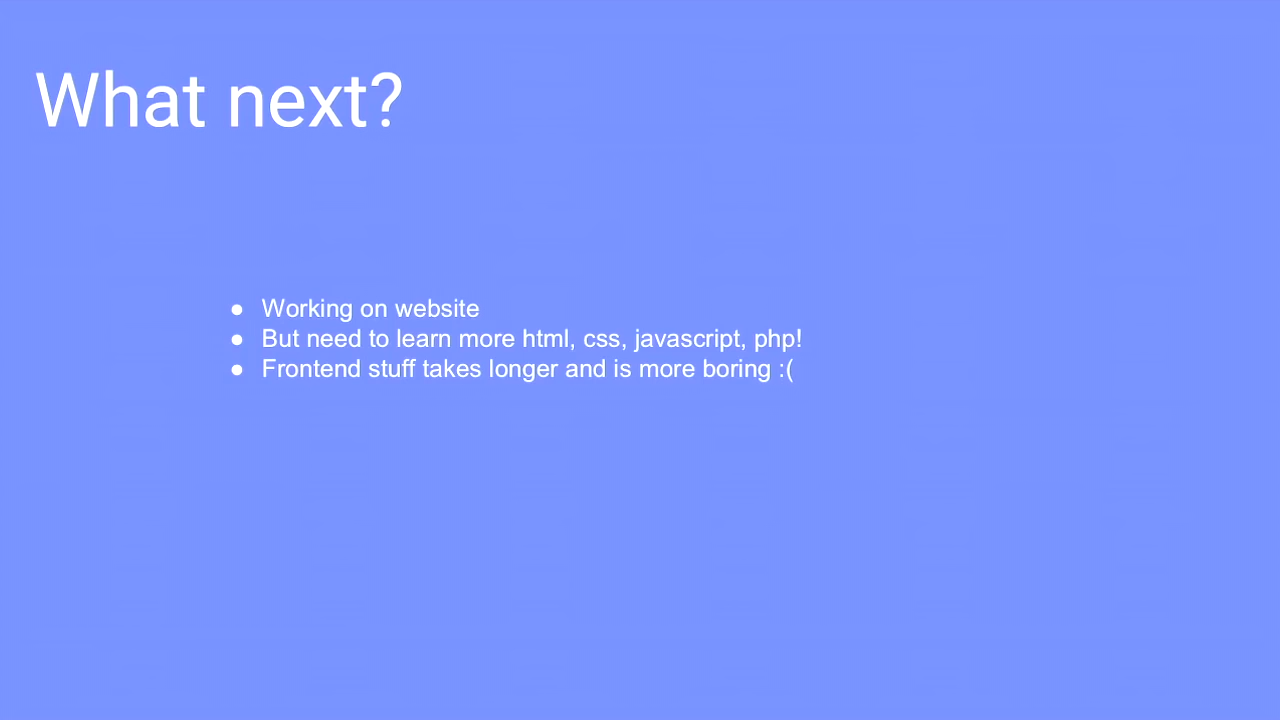 What next?
● Working on website
● But need to learn more html, css, javascript, php!
● Frontend stuff takes longer and is more boring :(